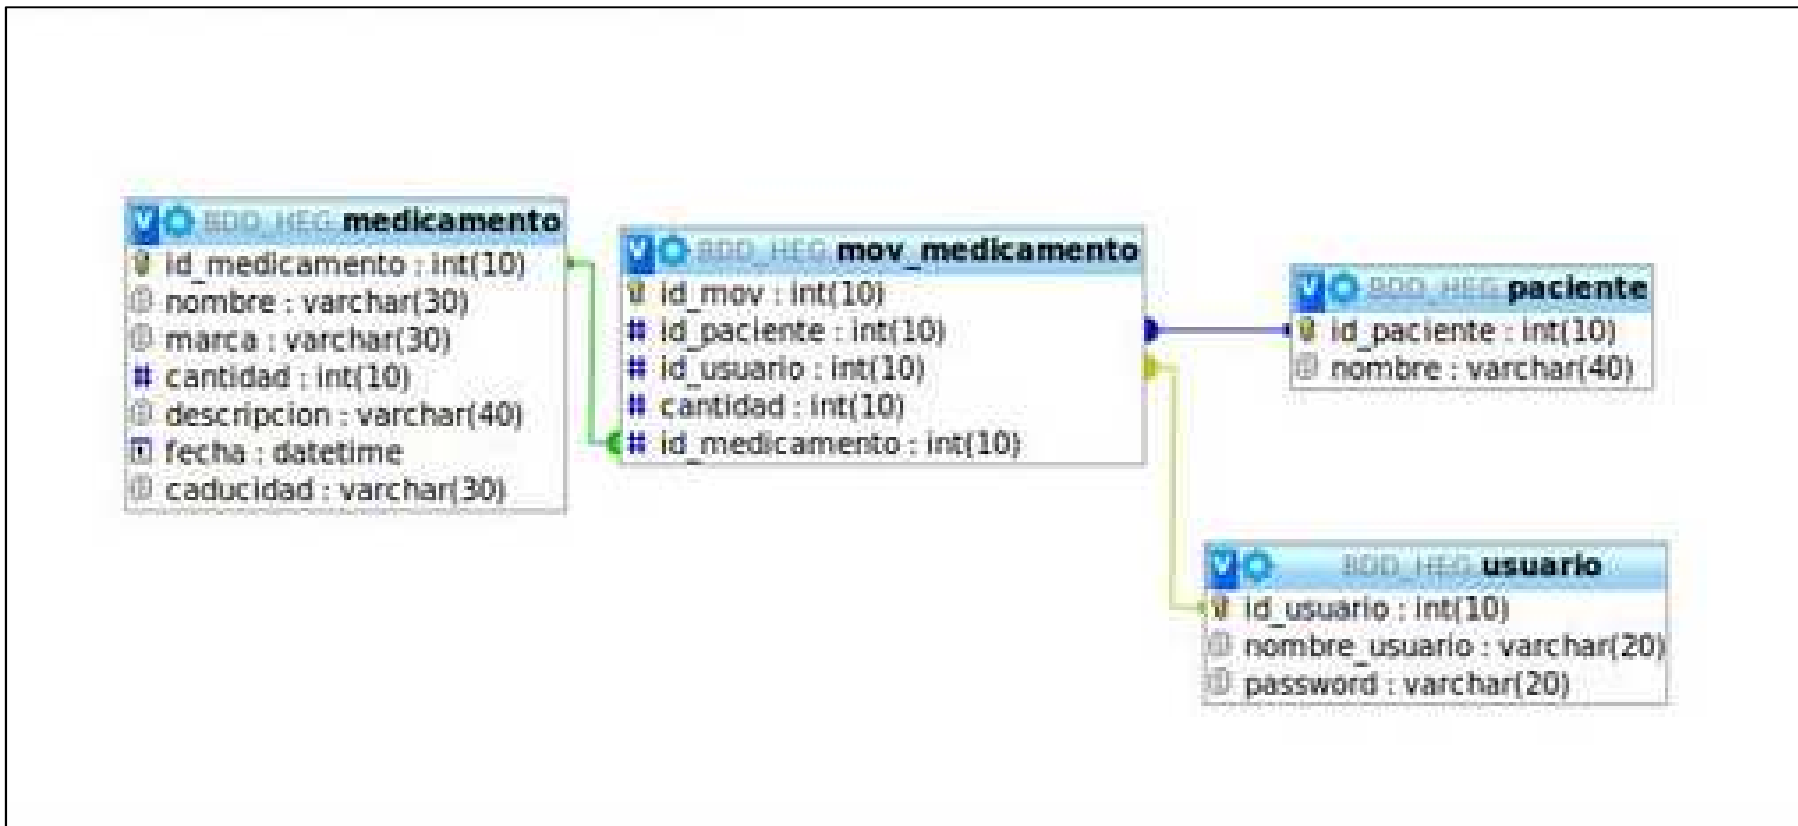 BDD_HEG medicamento
id_medicamento : int(10)
nombre : varchar(30)
marca : varchar(30)
cantidad : int(10)
descripcion : varchar(40)
fecha : datetime
caducidad : varchar(30)
BDD_HEG mov_medicamento
id_mov : int(10)
id_paciente : int(10)
id_usuario : int(10)
cantidad : int(10)
id_medicamento : int(10)
BDD_HEG paciente
id_paciente : int(10)
nombre : varchar(40)
BDD_HEG usuario
id_usuario : int(10)
nombre_usuario : varchar(20)
password : varchar(20)